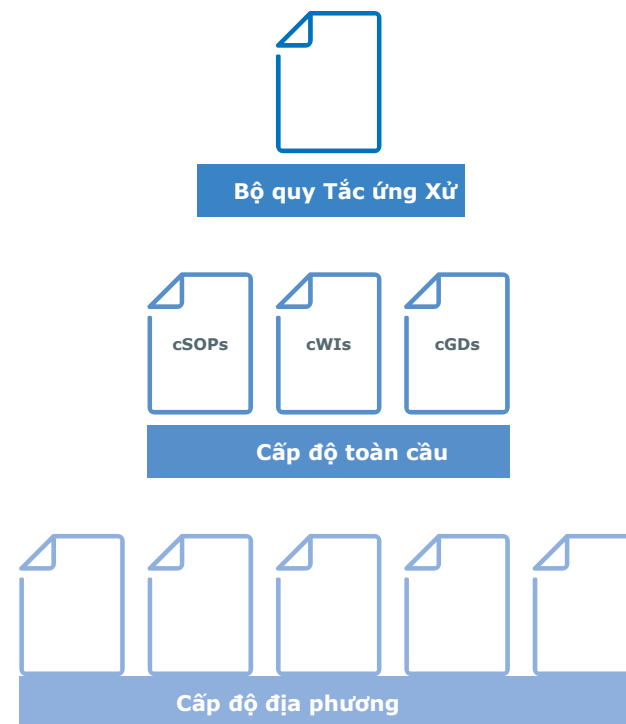 Bộ quy Tắc ứng Xử
cSOPs cWIs cGDs
Cấp độ toàn cầu
Cấp độ địa phương